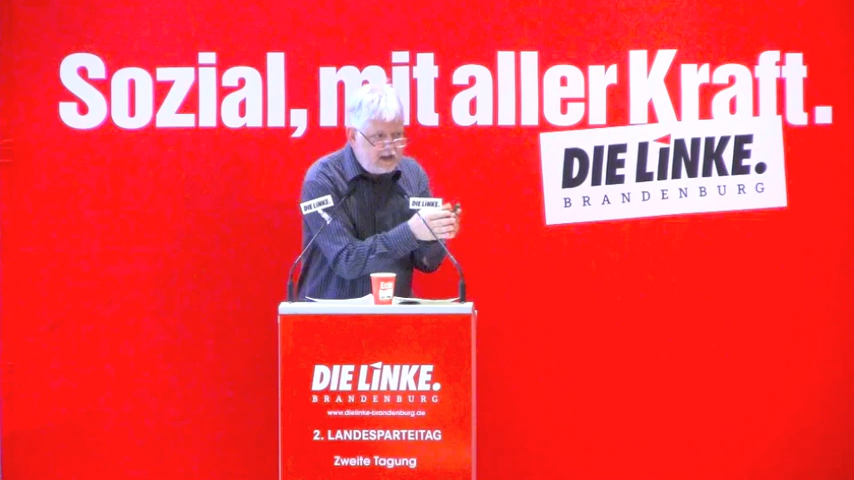 Sozial, mit aller Kraft.
DIE LINKE.
BRANDENBURG
DIE LINKE.
DIE LINKE.
DIE LINKE.
BRANDENBURG
www.dielinke-brandenburg.de
2. LANDESPARTEITAG
Zweite Tagung